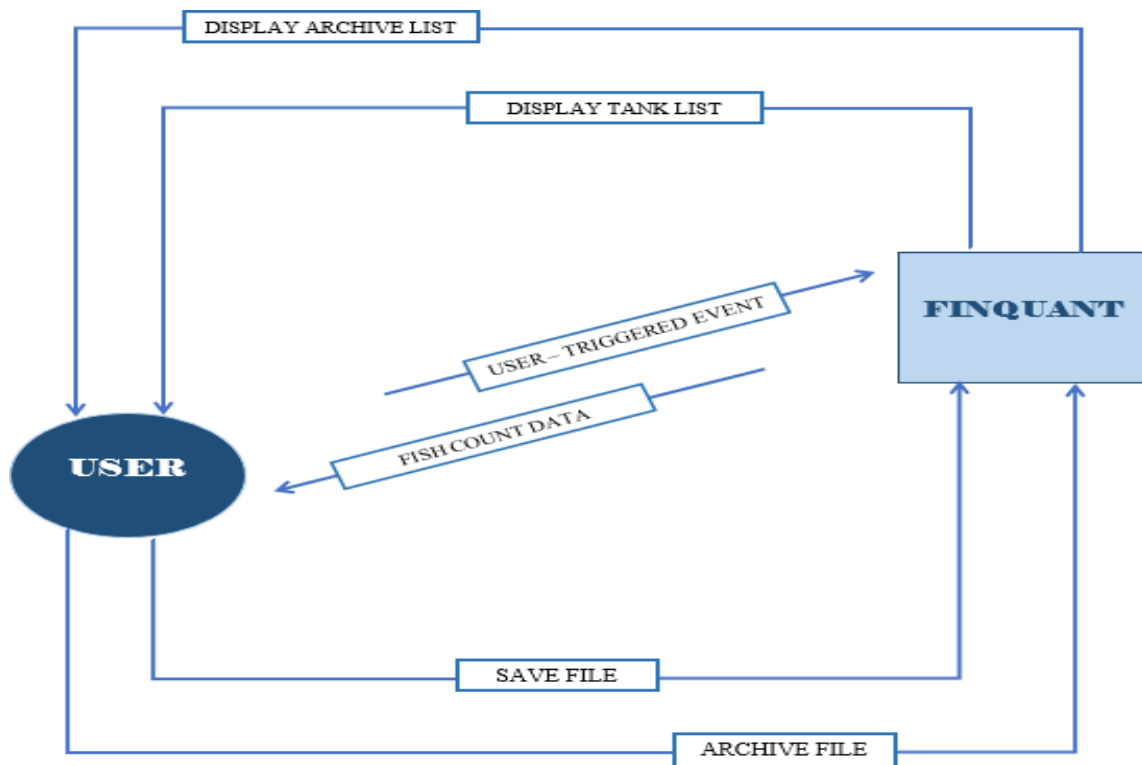 DISPLAY ARCHIVE LIST
DISPLAY TANK LIST
FINQUANT
USER – TRIGGERED EVENT
FISH COUNT DATA
USER
SAVE FILE
ARCHIVE FILE